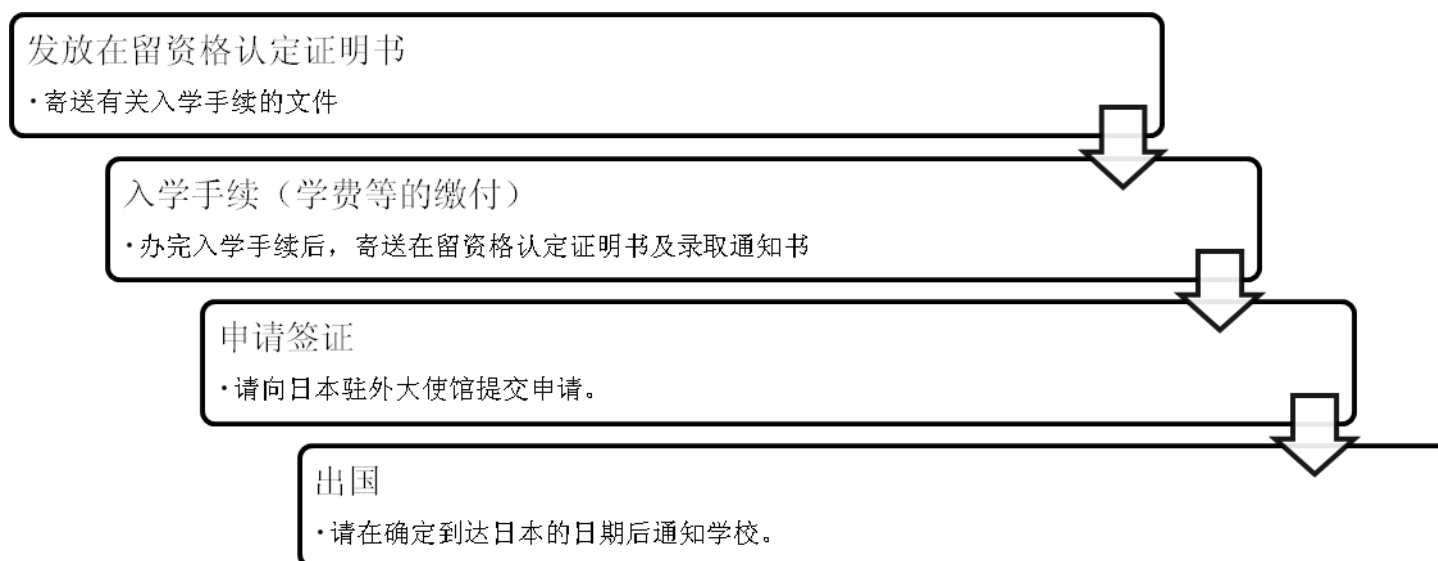 发放在留资格认定证明书
·寄送有关入学手续的文件
入学手续（学费等的缴付）
·办完入学手续后，寄送在留资格认定证明书及录取通知书
申请签证
·请向日本驻外大使馆提交申请。
出国
·请在确定到达日本的日期后通知学校。